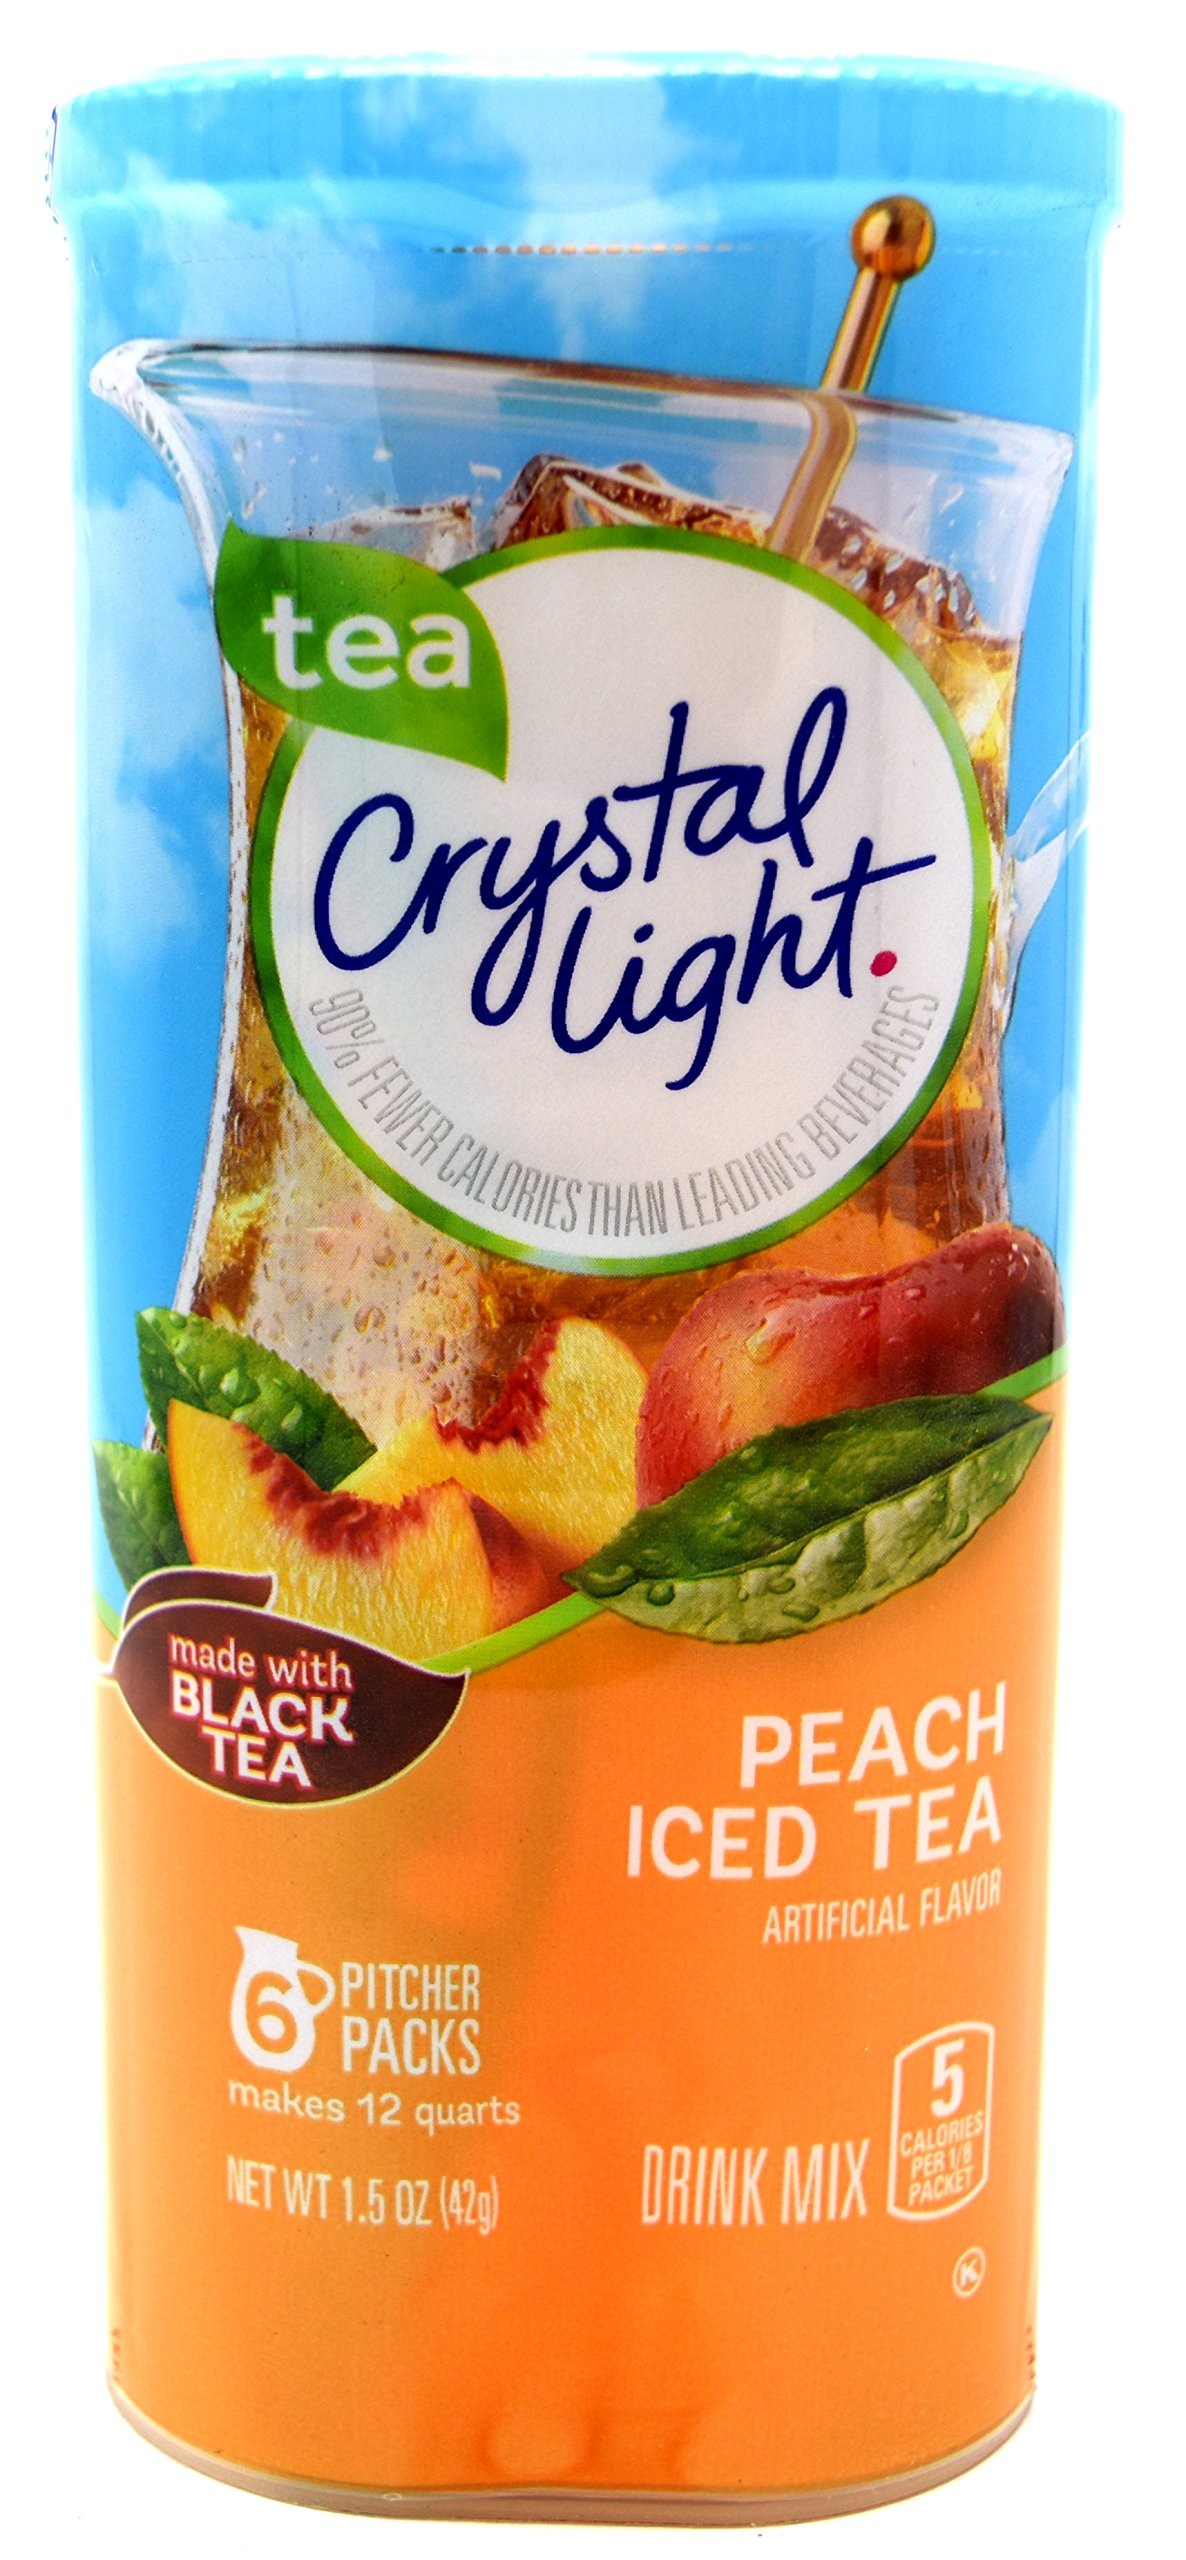 tea
Crystal
Light.
90% FEWER CALORIES THAN LEADING BEVERAGES
made with
BLACK
TEA
PEACH
ICED TEA
ARTIFICIAL FLAVOR
6 PITCHER
PACKS
makes 12 quarts
NET WT 1.5 OZ (42g)
DRINK MIX
5
CALORIES
PER 1/8
PACKET
K